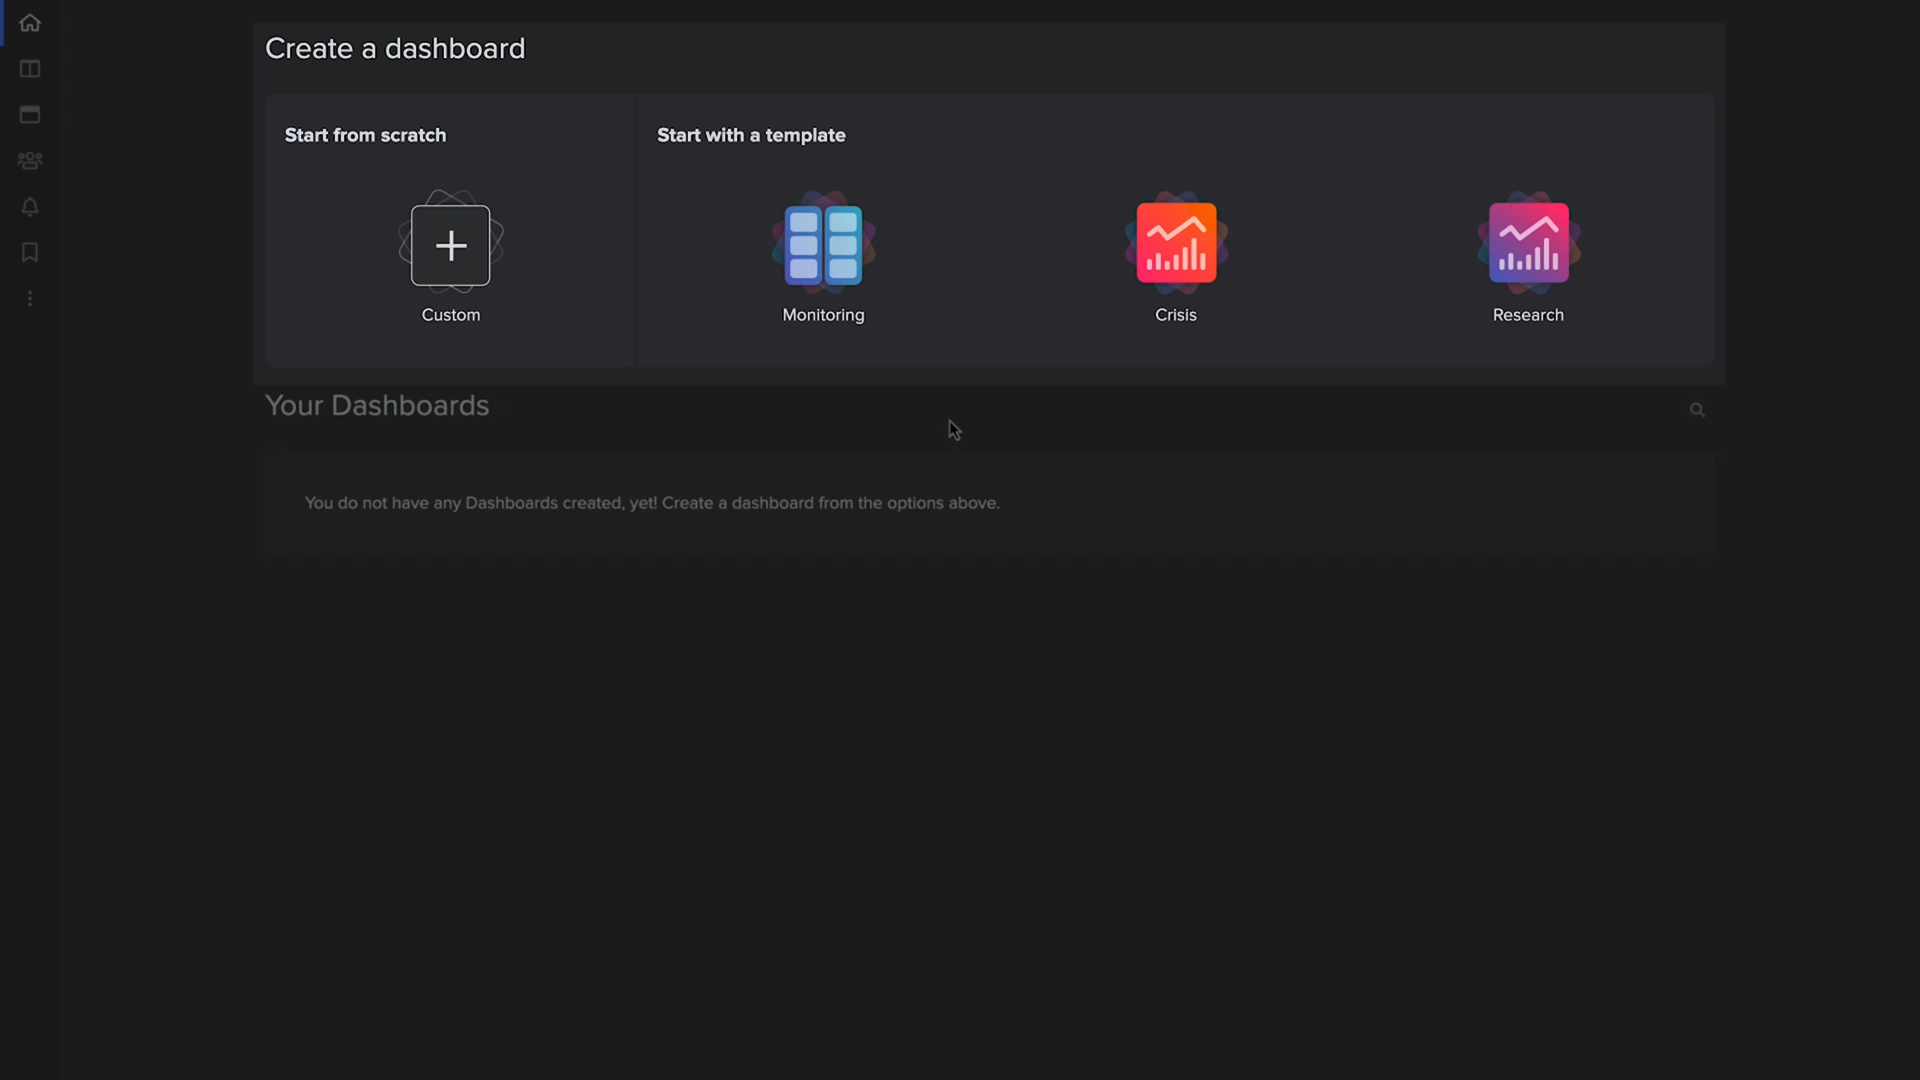 Create a dashboard
Start from scratch
Start with a template
Custom
Monitoring
Crisis
Research
Your Dashboards
You do not have any Dashboards created, yet! Create a dashboard from the options above.